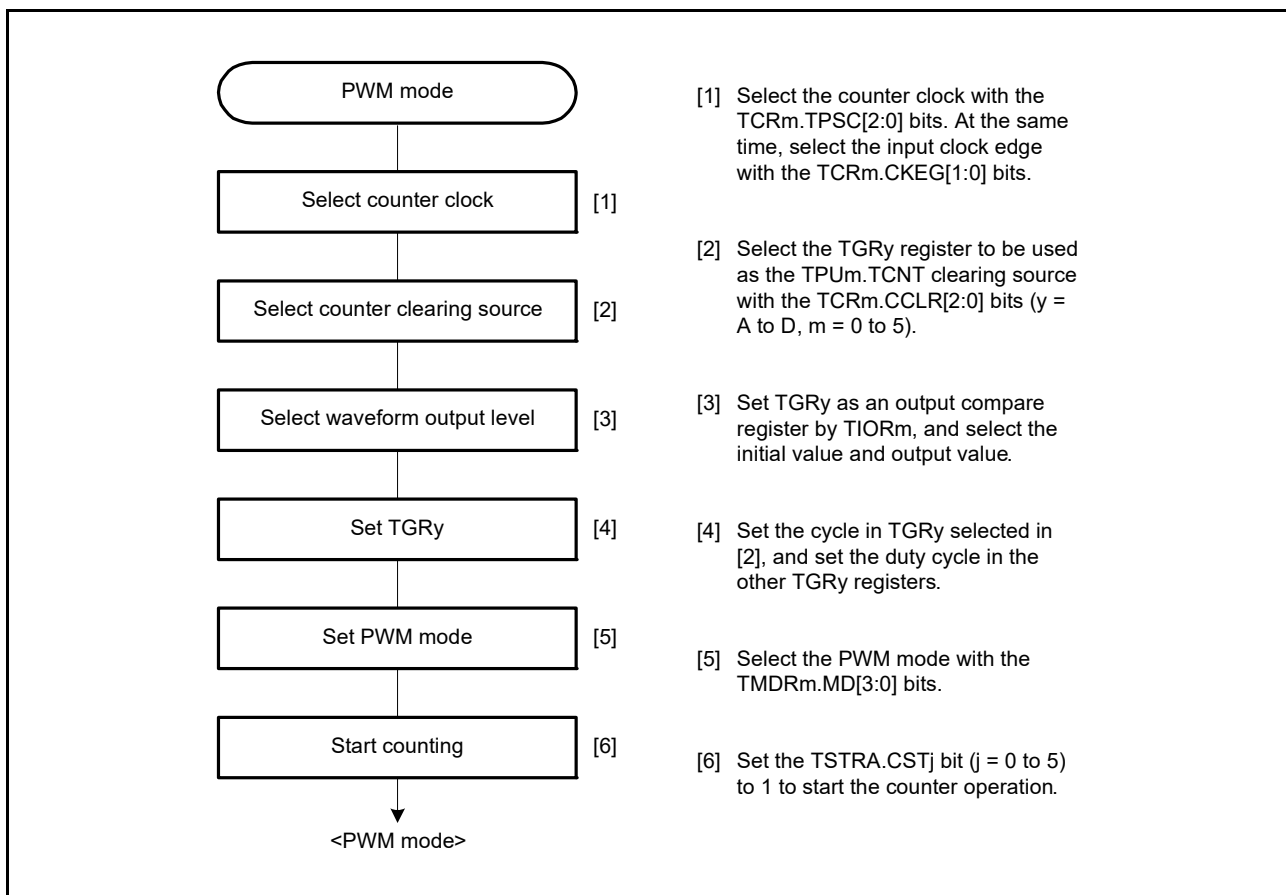 PWM mode
Select counter clock [1]
Select counter clearing source [2]
Select waveform output level [3]
Set TGRy [4]
Set PWM mode [5]
Start counting [6]
<PWM mode>
[1] Select the counter clock with the
TCRm.TPSC[2:0] bits. At the same
time, select the input clock edge
with the TCRm.CKEG[1:0] bits.
[2] Select the TGRy register to be used
as the TPUm.TCNT clearing source
with the TCRm.CCLR[2:0] bits (y =
A to D, m = 0 to 5).
[3] Set TGRy as an output compare
register by TIORm, and select the
initial value and output value.
[4] Set the cycle in TGRy selected in
[2], and set the duty cycle in the
other TGRy registers.
[5] Select the PWM mode with the
TMDRm.MD[3:0] bits.
[6] Set the TSTRA.CSTj bit (j = 0 to 5)
to 1 to start the counter operation.